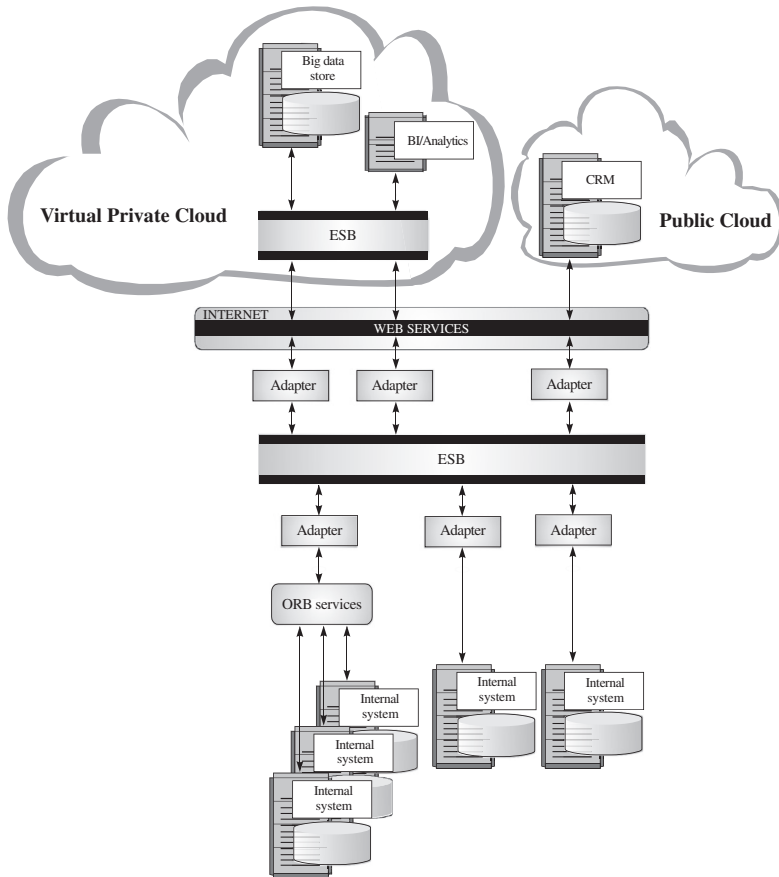 Big data
store
BI/Analytics
CRM
Virtual Private Cloud
Public Cloud
ESB
INTERNET
WEB SERVICES
Adapter
Adapter
Adapter
ESB
Adapter
Adapter
Adapter
ORB services
Internal
system
Internal
system
Internal
system
Internal
system
Internal
system